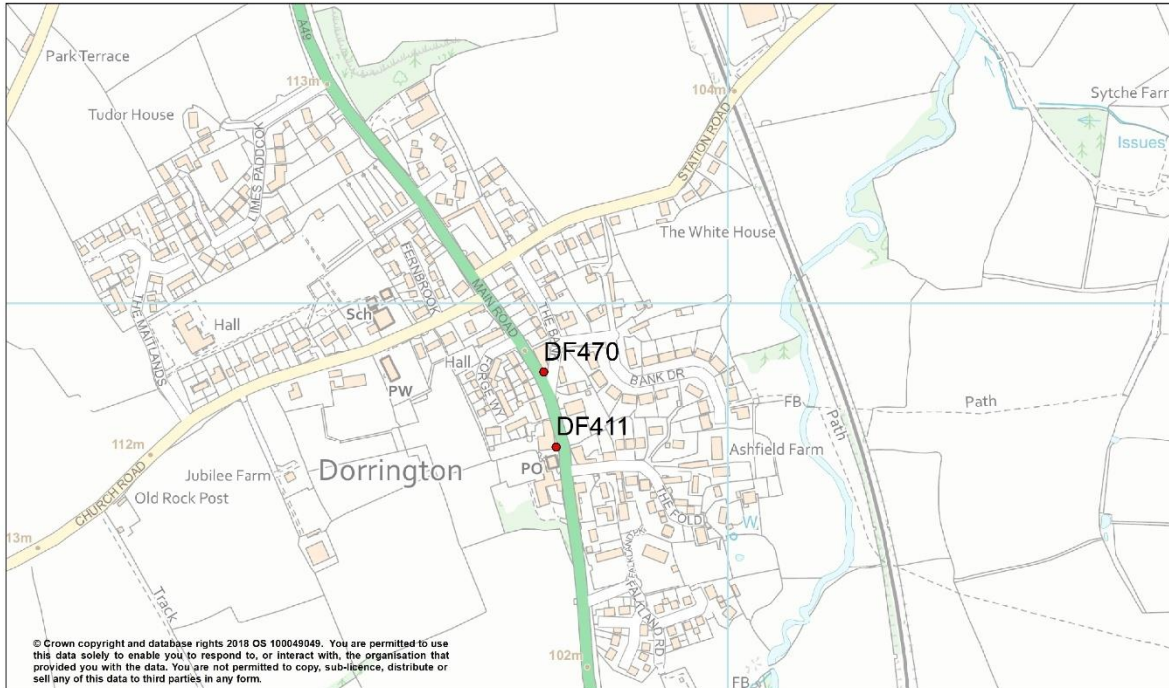 A49
Park Terrace
113m
104m
Tudor House
Sytche Farm
Issues
LIMES PADDOCK
STATION ROAD
The White House
FERNBROOK
MAIN ROAD
THE MAITLANDS
Hall
Sch
THE BA
DF470
Hall
FORGE WY
BANK DR
PW
FB
Path
Path
DF411
112m
Dorrington
PO
Ashfield Farm
Jubilee Farm
CHURCH ROAD
Old Rock Post
HE FOLD
W
13m
FALKLAND RD
Track
© Crown copyright and database rights 2018 OS 100049049. You are permitted to use
this data solely to enable you to respond to, or interact with, the organisation that
provided you with the data. You are not permitted to copy, sub-licence, distribute or
sell any of this data to third parties in any form.
102m
FB